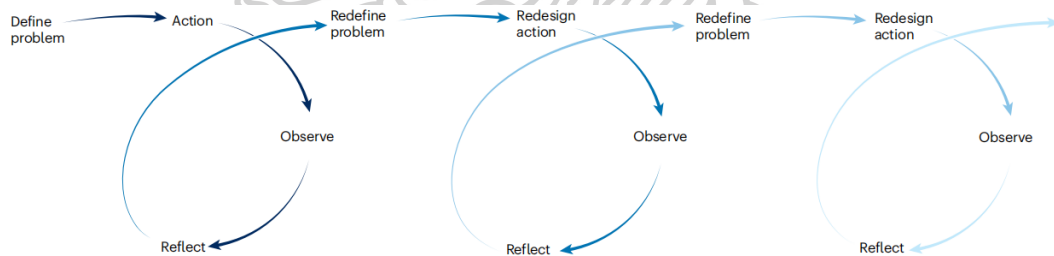 Define
problem
Action
Observe
Reflect
Redefine
problem
Redesign
action
Observe
Reflect
Redefine
problem
Redesign
action
Observe
Reflect